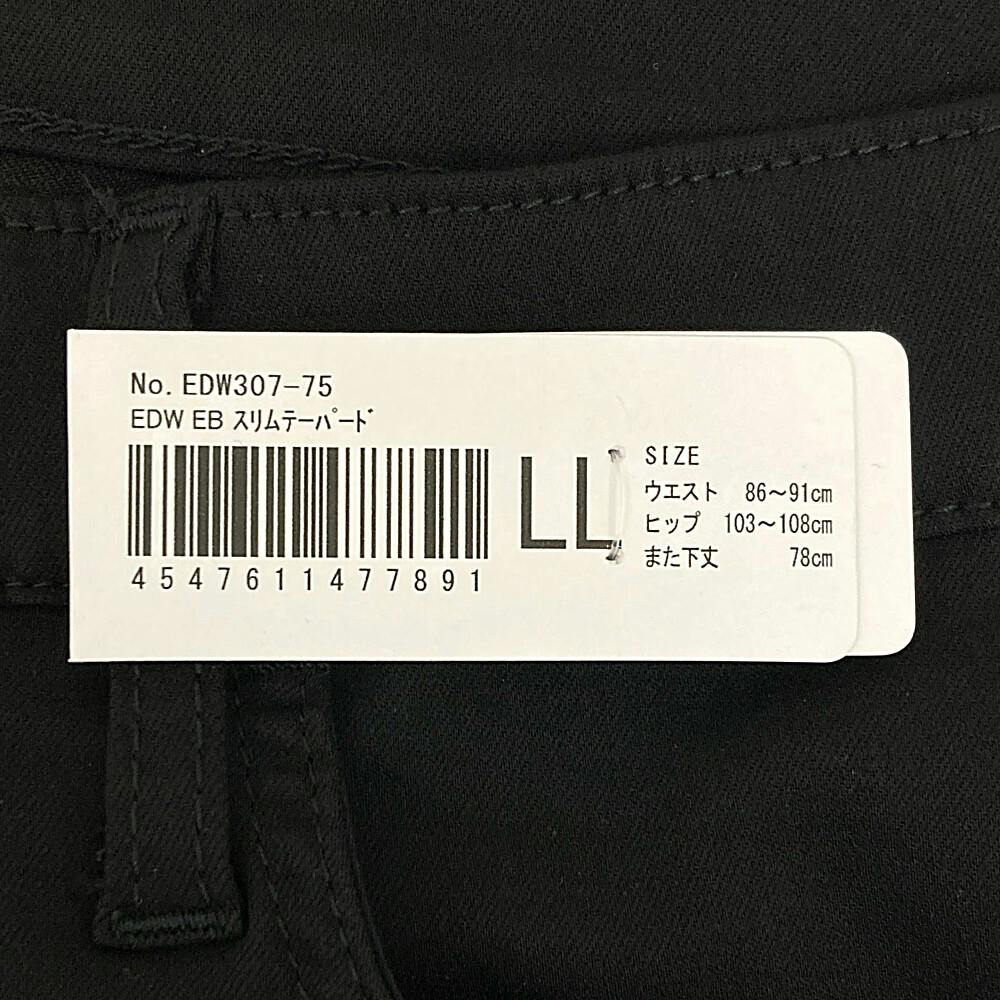 No. EDW307-75
EDW EB ｽﾘﾑﾃｰﾊﾟｰﾄﾞ
4547611477891
LL
SIZE
ウエスト 86～91cm
ヒップ 103～108cm
また下丈 78cm